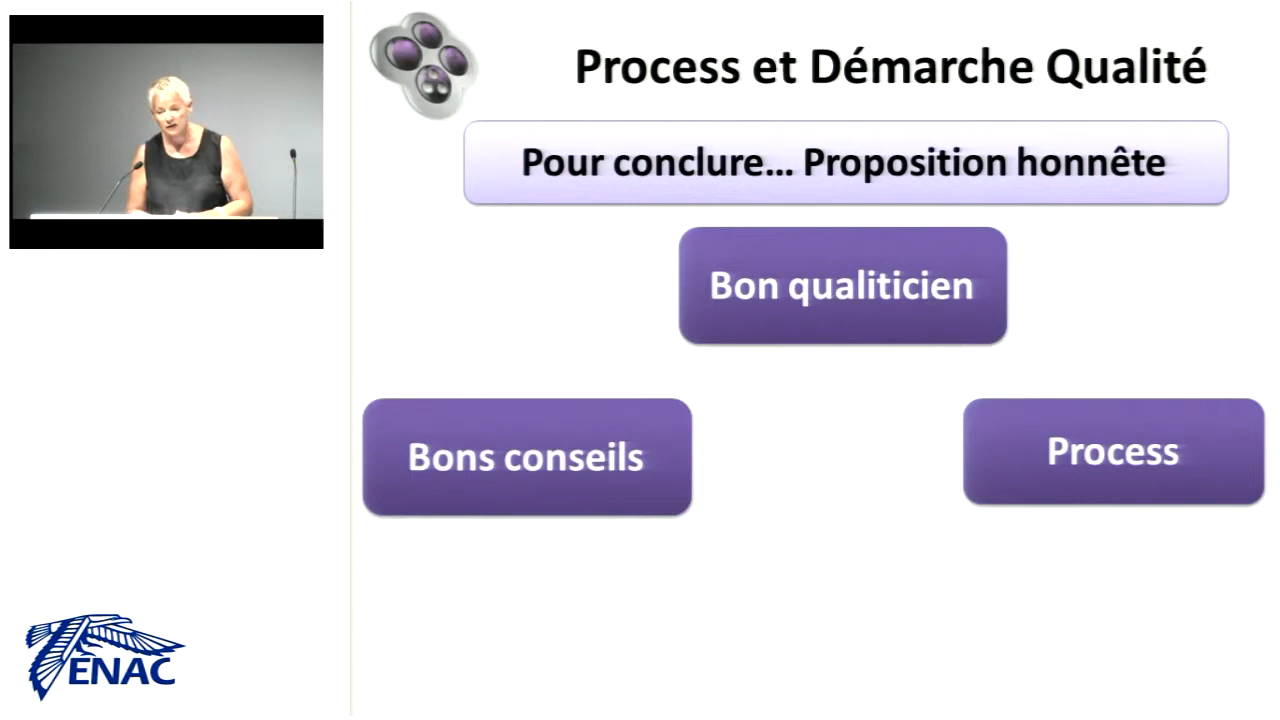 Process et Démarche Qualité
Pour conclure... Proposition honnête
Bon qualiticien
Bons conseils
Process
ENAC